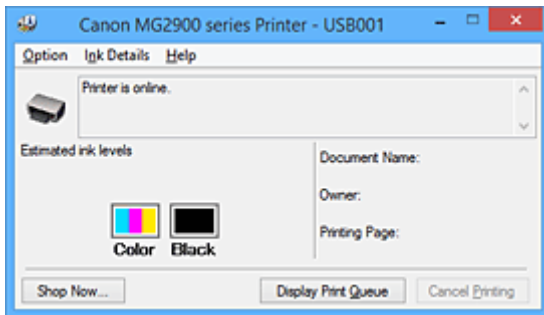 Canon MG2900 series Printer - USB001
Option Ink Details Help
Printer is online.
Estimated ink levels
Document Name:
Owner:
Printing Page:
Color Black
Shop Now... Display Print Queue Cancel Printing